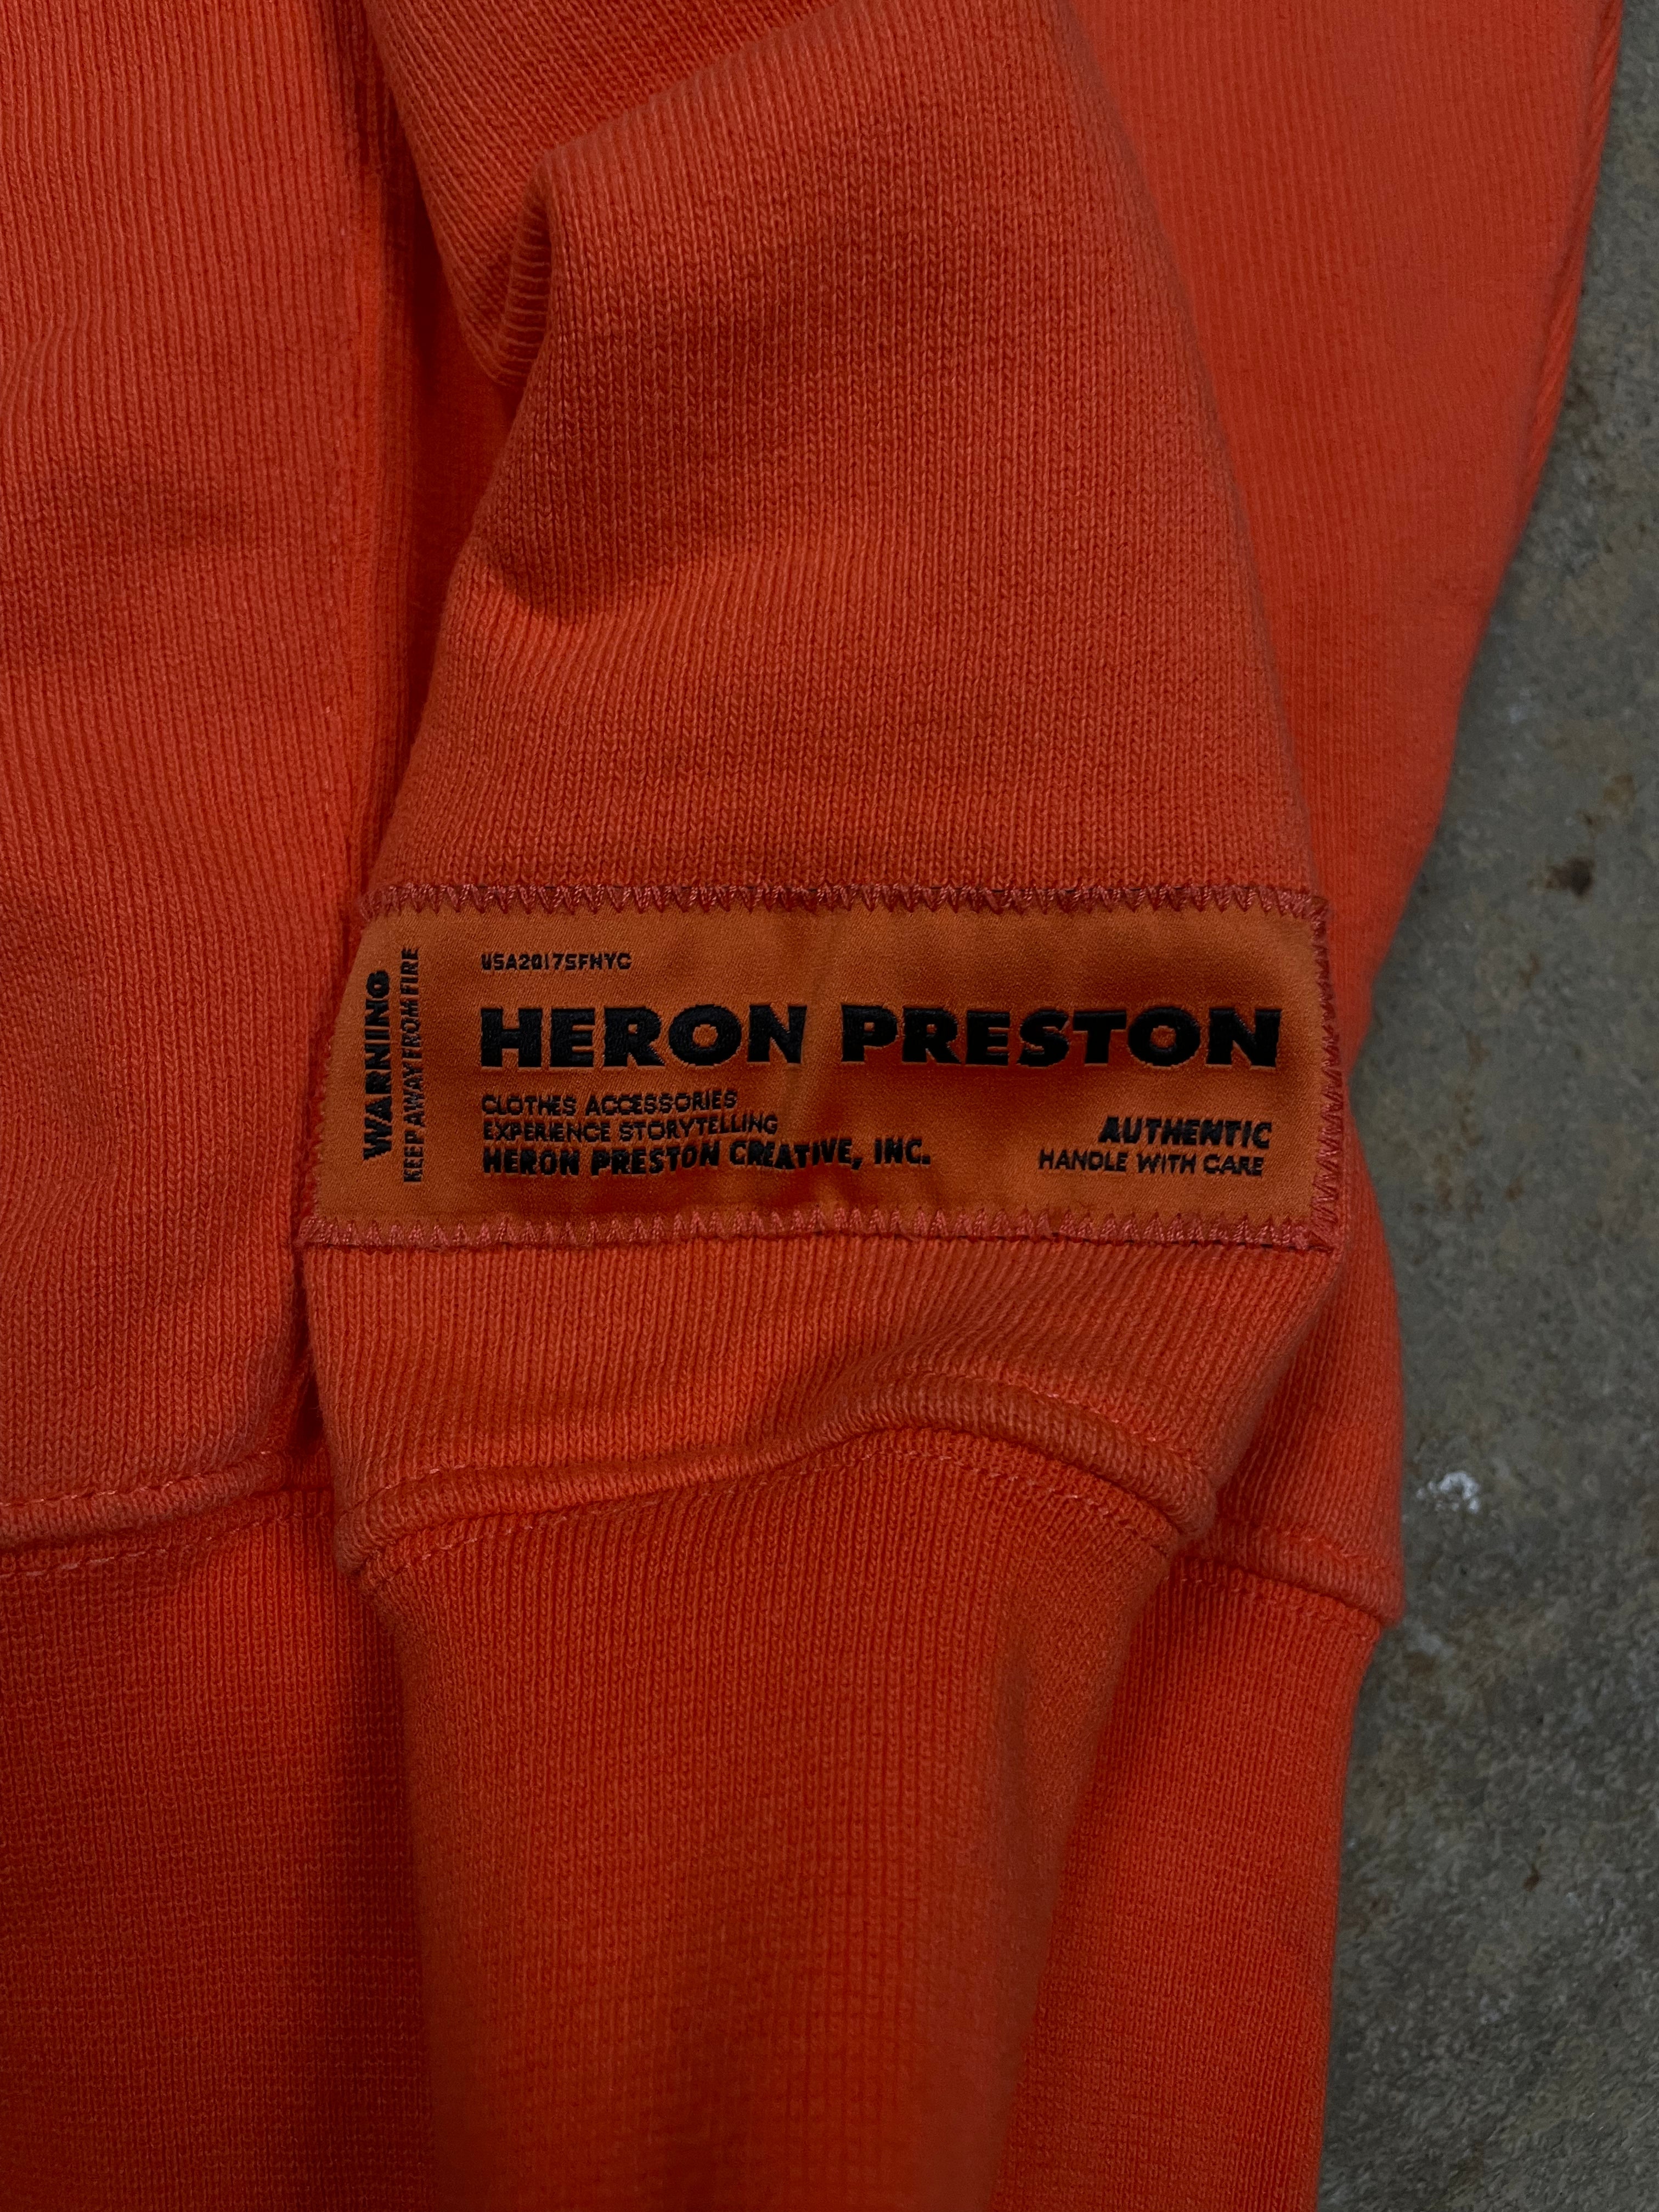 WARNING
KEEP AWAY FROM FIRE
USA2017SFNYC
HERON PRESTON
CLOTHES ACCESSORIES
EXPERIENCE STORYTELLING
HERON PRESTON CREATIVE, INC.
AUTHENTIC
HANDLE WITH CARE